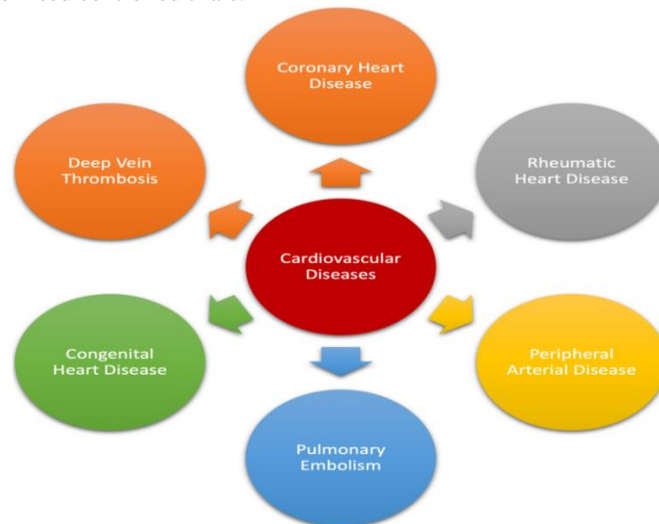 Coronary Heart
Disease
Deep Vein
Thrombosis
Rheumatic
Heart Disease
Cardiovascular
Diseases
Congenital
Heart Disease
Peripheral
Arterial Disease
Pulmonary
Embolism